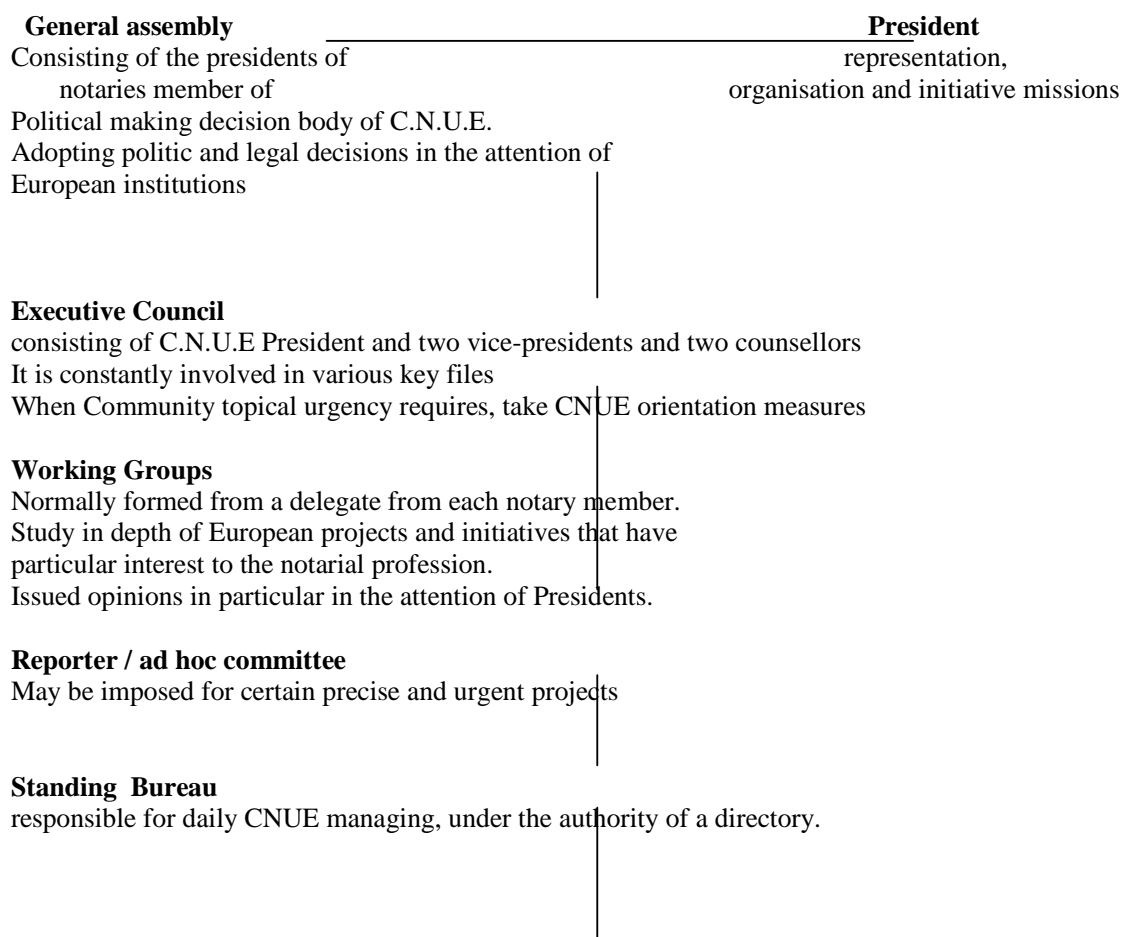 General assembly
President
Consisting of the presidents of
representation,
notaries member of
organisation and initiative missions
Political making decision body of C.N.U.E.
Adopting politic and legal decisions in the attention of
European institutions
Executive Council
consisting of C.N.U.E President and two vice-presidents and two counsellors
It is constantly involved in various key files
When Community topical urgency requires, take CNUE orientation measures
Working Groups
Normally formed from a delegate from each notary member.
Study in depth of European projects and initiatives that have
particular interest to the notarial profession.
Issued opinions in particular in the attention of Presidents.
Reporter / ad hoc committee
May be imposed for certain precise and urgent projects
Standing  Bureau
responsible for daily CNUE managing, under the authority of a directory.